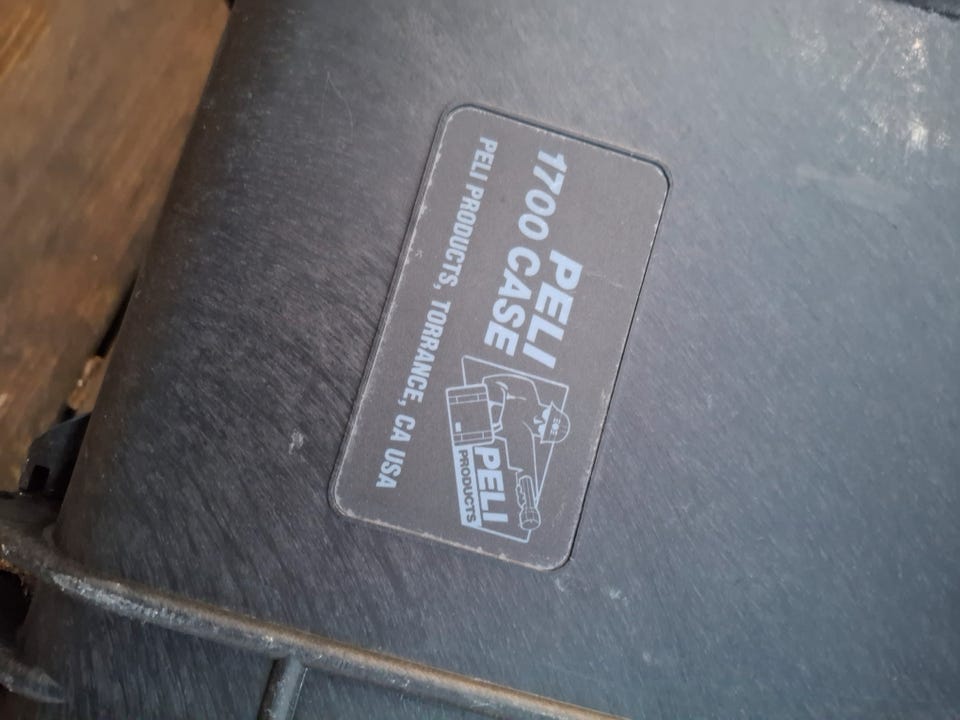 PELI
1700 CASE
PELI
PRODUCTS
PELI PRODUCTS, TORRANCE, CA USA